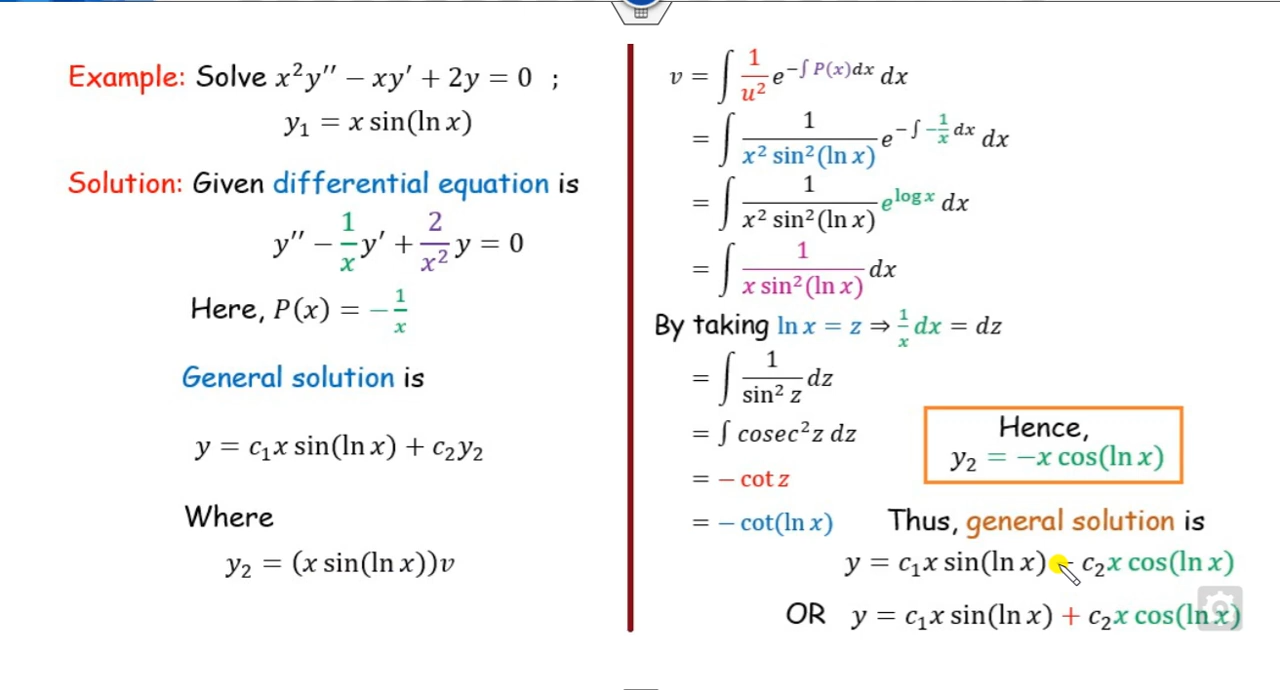 Example: Solve x²y″ − xy′ + 2y = 0 ;
y₁ = x sin(ln x)
Solution: Given differential equation is
y″ − 1/x y′ + 2/x² y = 0
Here, P(x) = − 1/x
General solution is
y = c₁x sin(ln x) + c₂y₂
Where
y₂ = (x sin(ln x))v
v = ∫ 1/u² e^(−∫ P(x)dx) dx
= ∫ 1/(x² sin²(ln x)) e^(−∫ −1/x dx) dx
= ∫ 1/(x² sin²(ln x)) e^(log x) dx
= ∫ 1/(x sin²(ln x)) dx
By taking ln x = z ⇒ 1/x dx = dz
= ∫ 1/(sin² z) dz
= ∫ cosec²z dz
= − cot z
= − cot(ln x)
Hence,
y₂ = −x cos(ln x)
Thus, general solution is
y = c₁x sin(ln x) − c₂x cos(ln x)
OR y = c₁x sin(ln x) + c₂x cos(ln x)